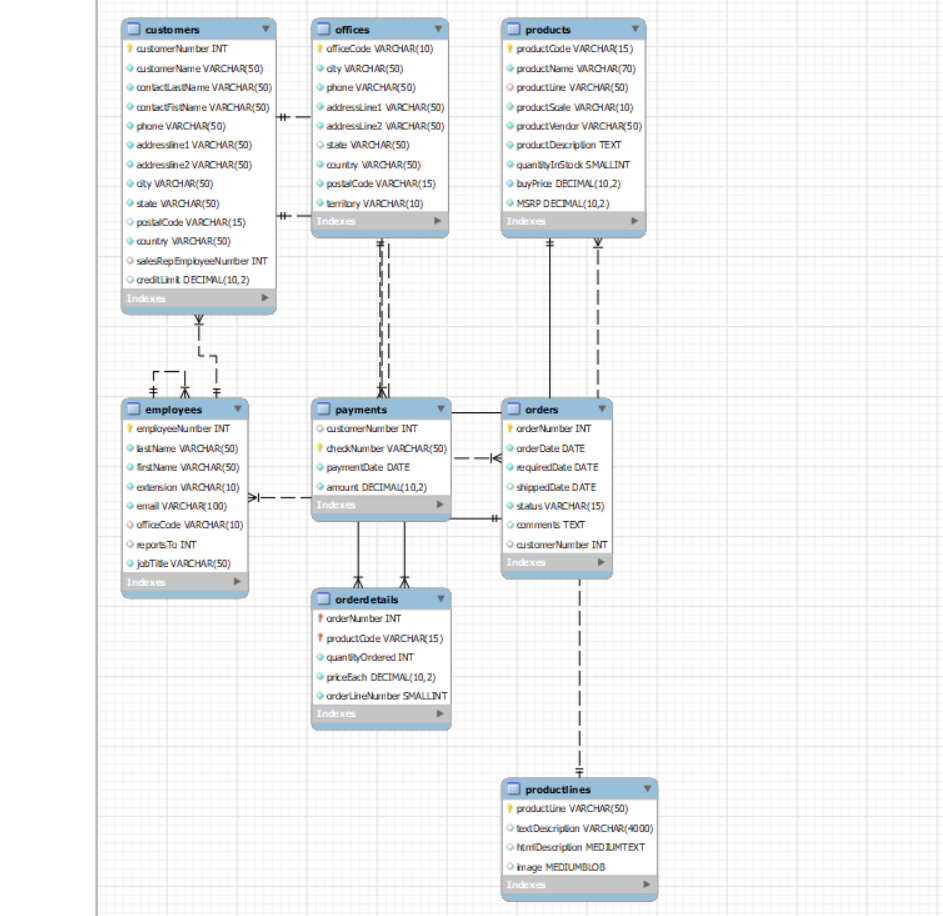 customers
customerNumber INT
customerName VARCHAR(50)
contactLastName VARCHAR(50)
contactFistName VARCHAR(50)
phone VARCHAR(50)
addressline1 VARCHAR(50)
addressline2 VARCHAR(50)
city VARCHAR(50)
state VARCHAR(50)
postalCode VARCHAR(15)
country VARCHAR(50)
salesRepEmployeeNumber INT
creditLimit DECIMAL(10,2)
Indexes
offices
officeCode VARCHAR(10)
city VARCHAR(50)
phone VARCHAR(50)
addressLine1 VARCHAR(50)
addressLine2 VARCHAR(50)
state VARCHAR(50)
country VARCHAR(50)
postalCode VARCHAR(15)
territory VARCHAR(10)
Indexes
products
productCode VARCHAR(15)
productName VARCHAR(70)
productLine VARCHAR(50)
productScale VARCHAR(10)
productVendor VARCHAR(50)
productDescription TEXT
quantityInStock SMALLINT
buyPrice DECIMAL(10,2)
MSRP DECIMAL(10,2)
Indexes
employees
employeeNumber INT
lastName VARCHAR(50)
firstName VARCHAR(50)
extension VARCHAR(10)
email VARCHAR(100)
officeCode VARCHAR(10)
reportsTo INT
jobTitle VARCHAR(50)
Indexes
payments
customerNumber INT
checkNumber VARCHAR(50)
paymentDate DATE
amount DECIMAL(10,2)
Indexes
orders
orderNumber INT
orderDate DATE
requiredDate DATE
shippedDate DATE
status VARCHAR(15)
comments TEXT
customerNumber INT
Indexes
orderdetails
orderNumber INT
productCode VARCHAR(15)
quantityOrdered INT
priceEach DECIMAL(10,2)
orderLineNumber SMALLINT
Indexes
productlines
productLine VARCHAR(50)
textDescription VARCHAR(4000)
htmlDescription MEDIUMTEXT
image MEDIUMBLOB
Indexes